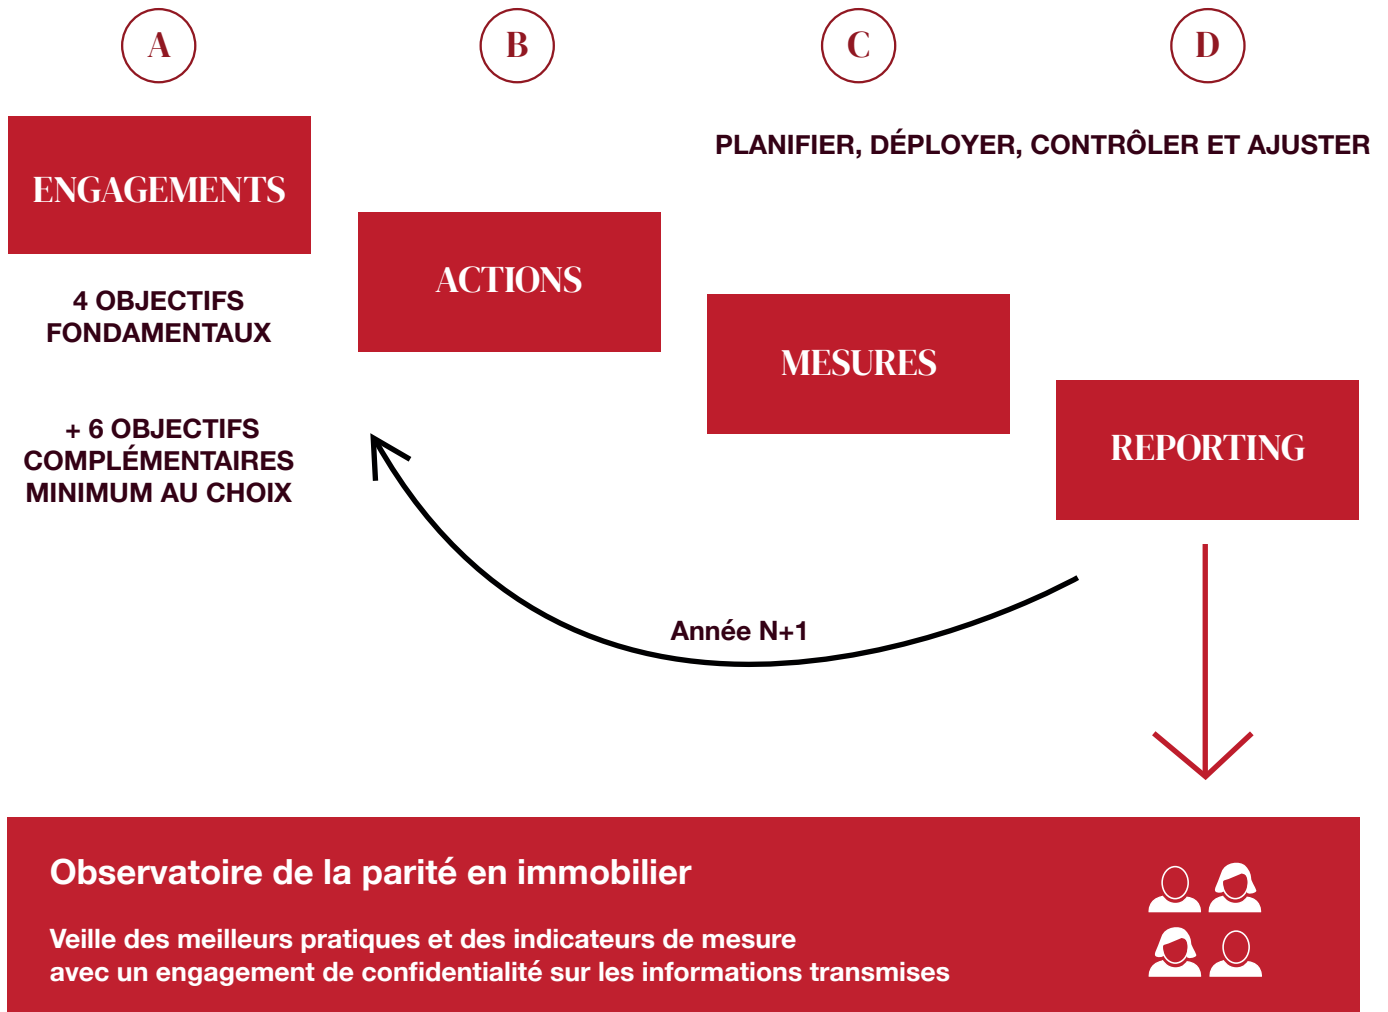 A
B
C
D
PLANIFIER, DÉPLOYER, CONTRÔLER ET AJUSTER
ENGAGEMENTS
4 OBJECTIFS
FONDAMENTAUX
+ 6 OBJECTIFS
COMPLÉMENTAIRES
MINIMUM AU CHOIX
ACTIONS
MESURES
REPORTING
Année N+1
Observatoire de la parité en immobilier
Veille des meilleurs pratiques et des indicateurs de mesure
avec un engagement de confidentialité sur les informations transmises